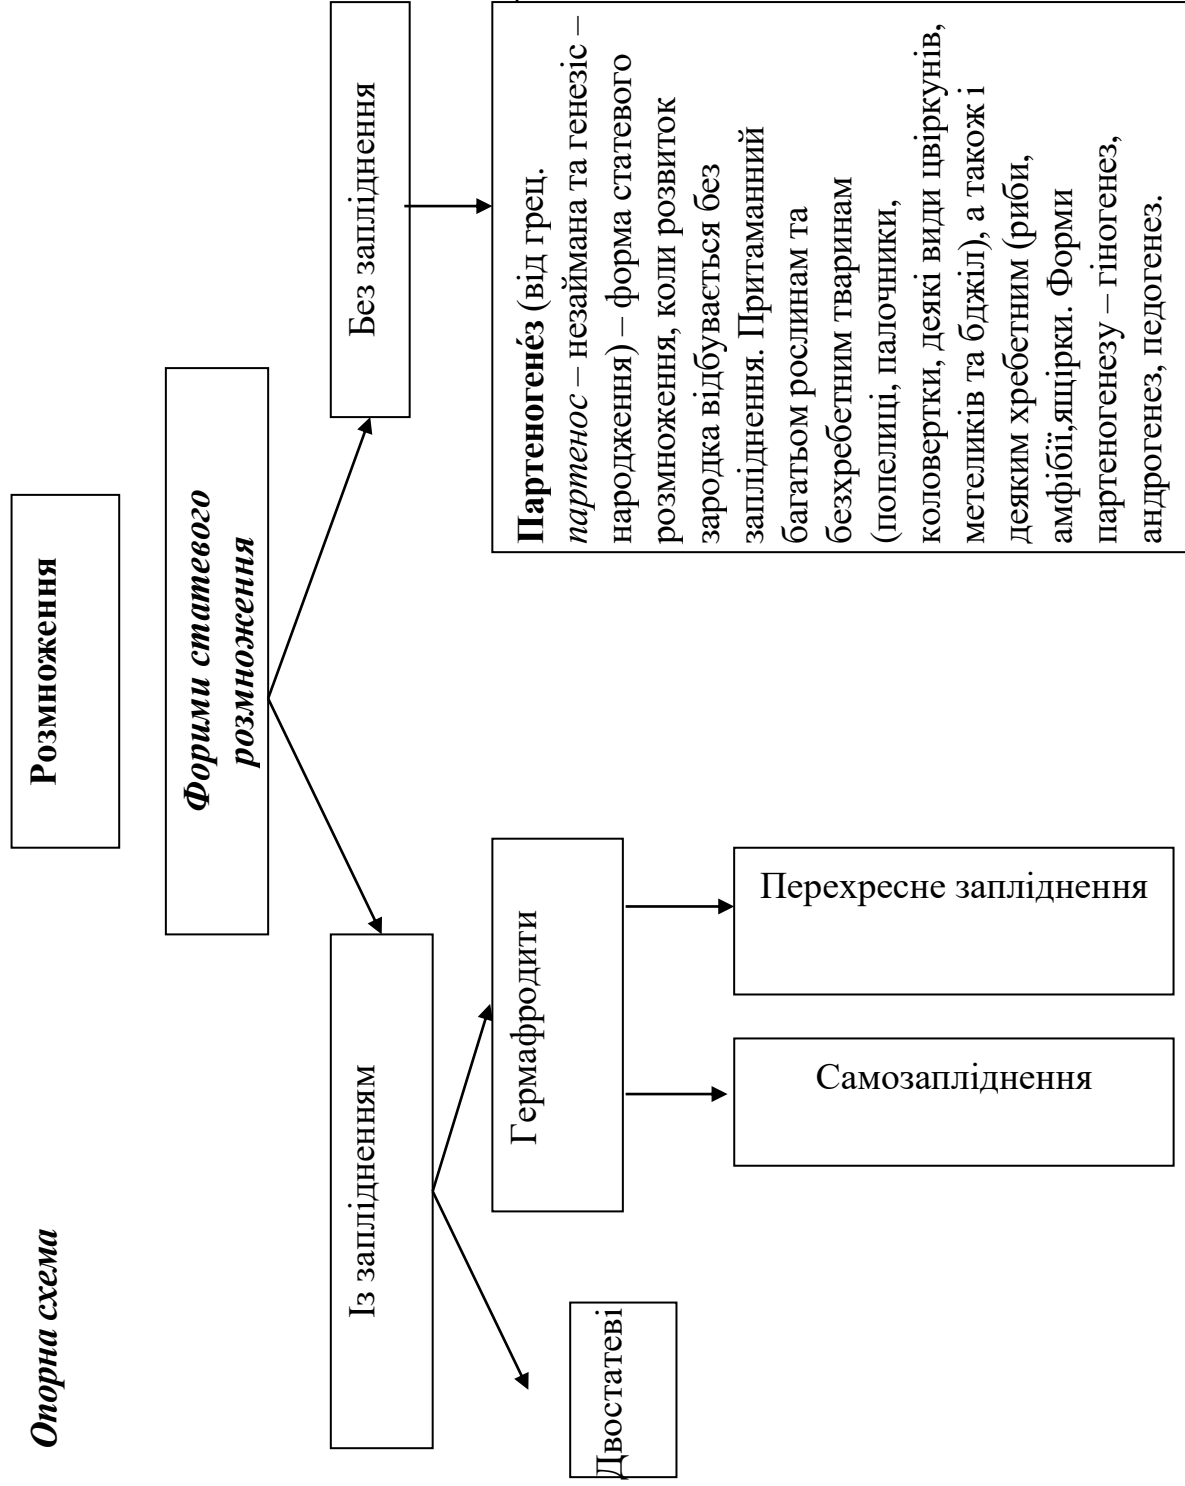 Опорна схема
Розмноження
Форими статевого
розмноження
Із заплідненням
Без запліднення
Двостатеві
Гермафродити
Самозапліднення
Перехресне запліднення
Партеногене́з (від грец.
партенос – незаймана та генезіс –
народження) – форма статевого
розмноження, коли розвиток
зародка відбувається без
запліднення. Притаманний
багатьом рослинам та
безхребетним тваринам
(попелиці, палочники,
коловертки, деякі види цвіркунів,
метеликів та бджіл), а також і
деяким хребетним (риби,
амфібії,ящірки. Форми
партеногенезу – гіногенез,
андрогенез, педогенез.